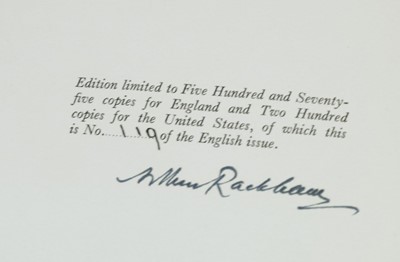 Edition limited to Five Hundred and Seventy-
five copies for England and Two Hundred
copies for the United States, of which this
is No....119 of the English issue.
Arthur Rackham